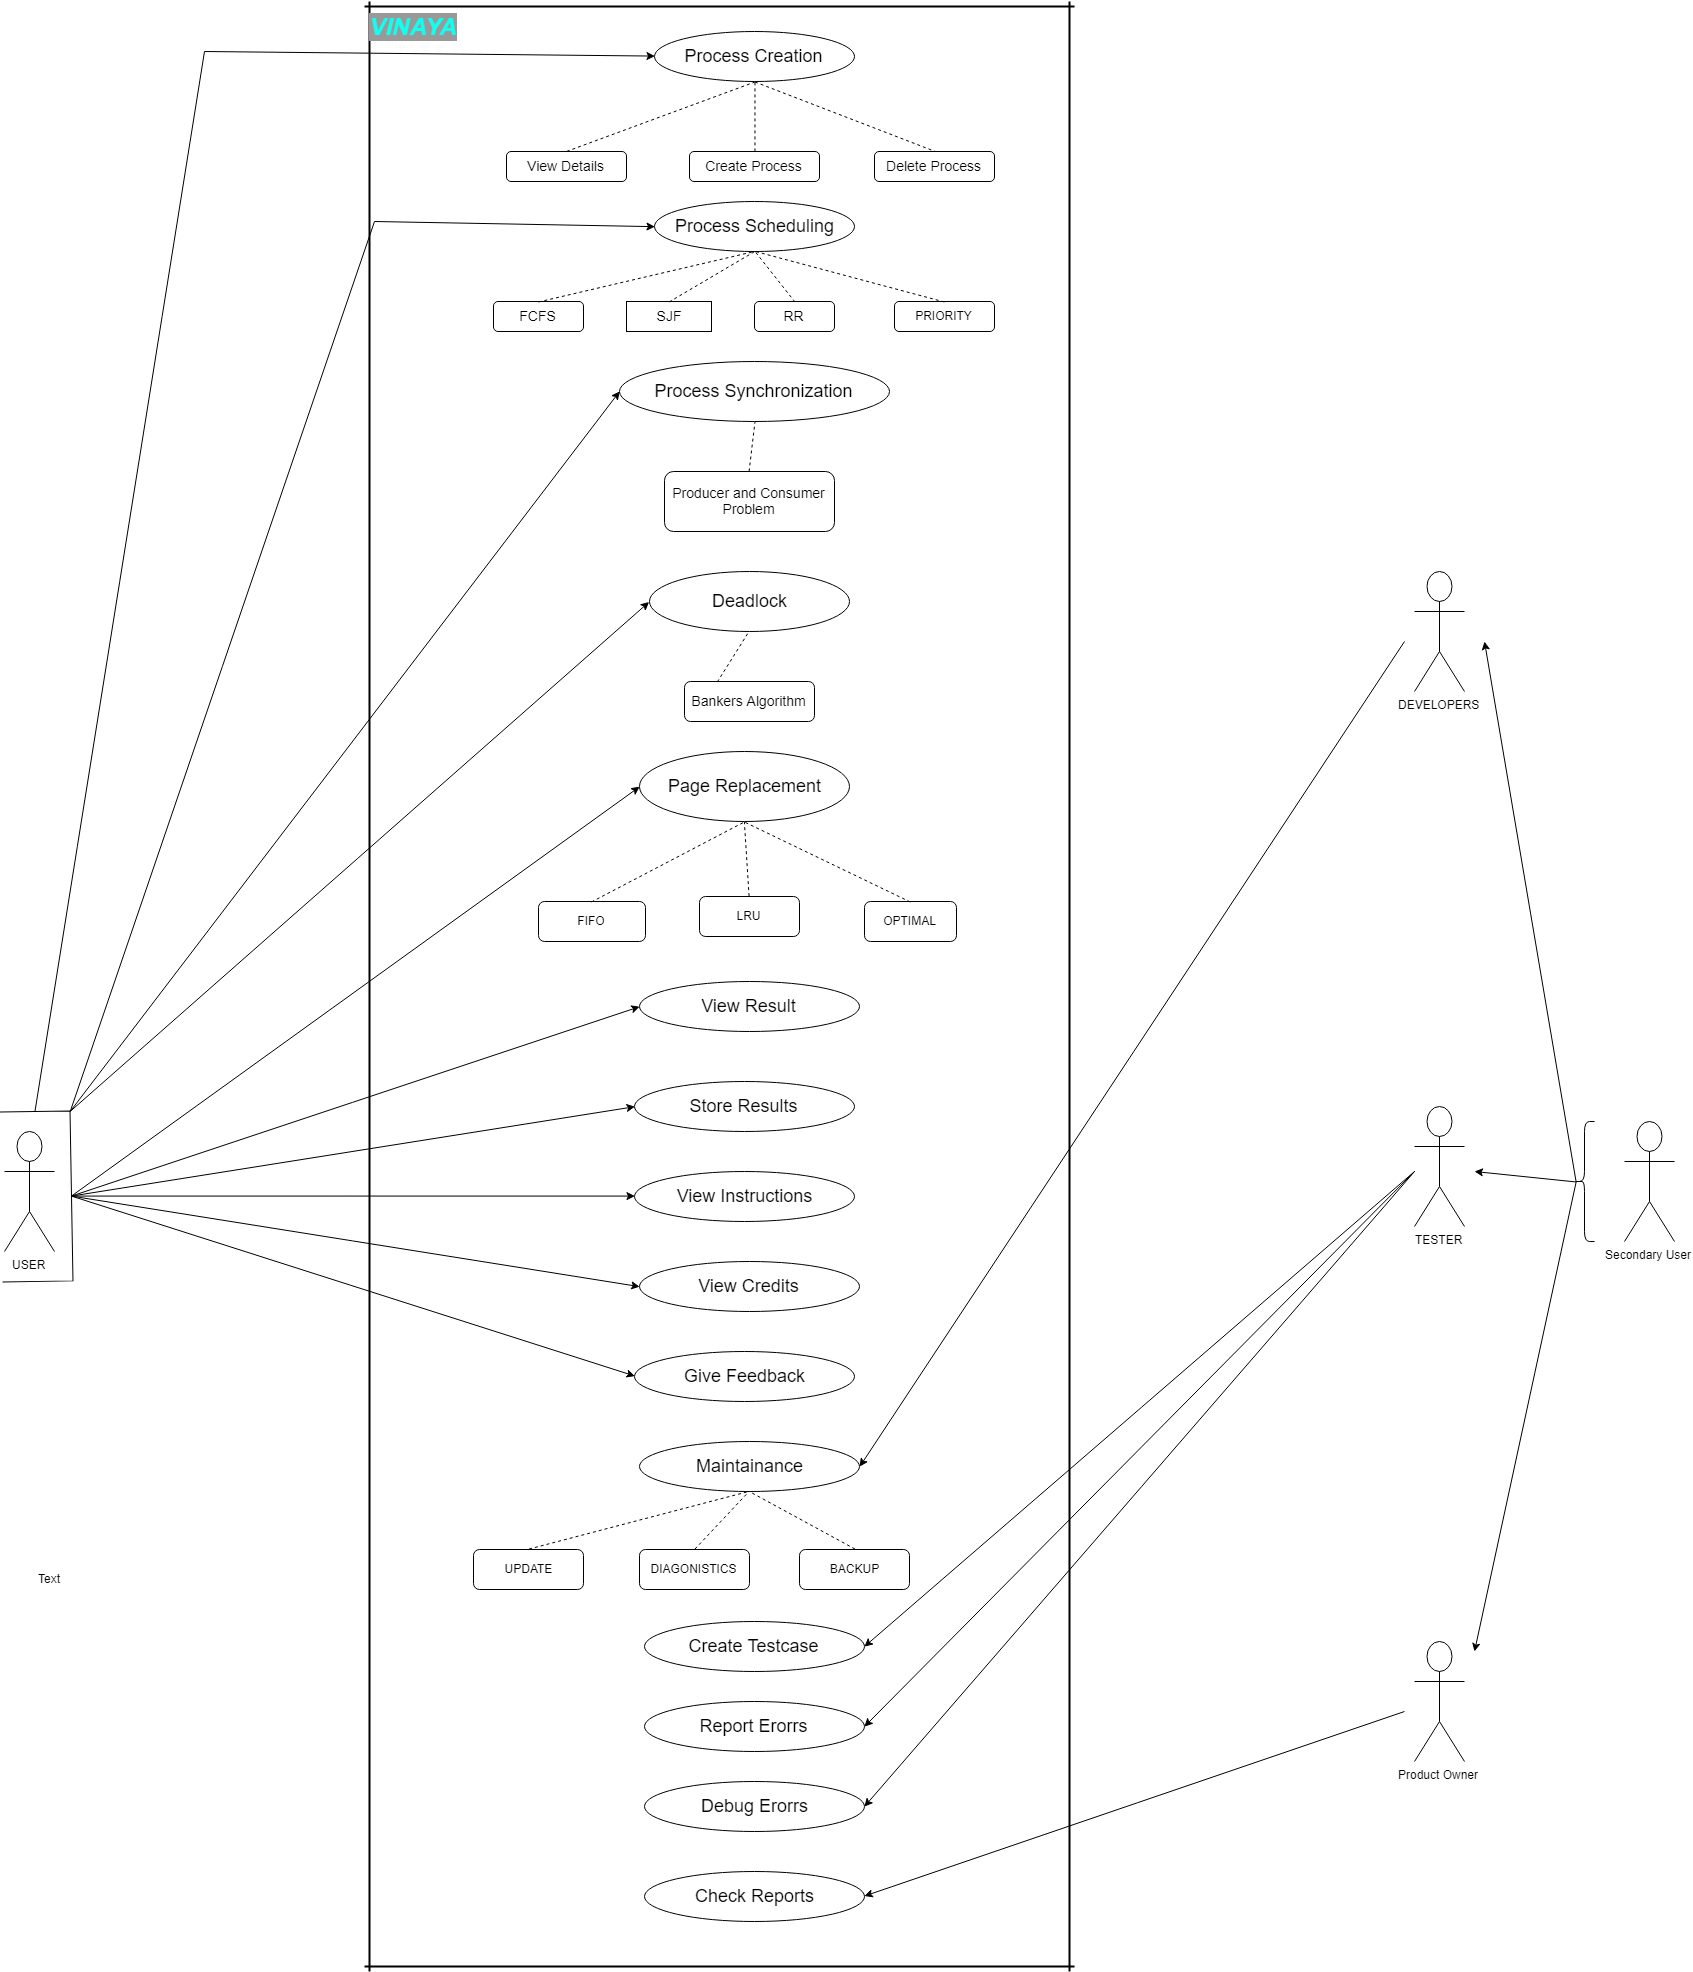 VINAYA
Process Creation
View Details
Create Process
Delete Process
Process Scheduling
FCFS
SJF
RR
PRIORITY
Process Synchronization
Producer and Consumer
Problem
Deadlock
Bankers Algorithm
Page Replacement
FIFO
LRU
OPTIMAL
View Result
Store Results
View Instructions
View Credits
Give Feedback
Maintainance
UPDATE
DIAGONISTICS
BACKUP
Create Testcase
Report Erorrs
Debug Erorrs
Check Reports
USER
Text
DEVELOPERS
TESTER
Secondary User
Product Owner